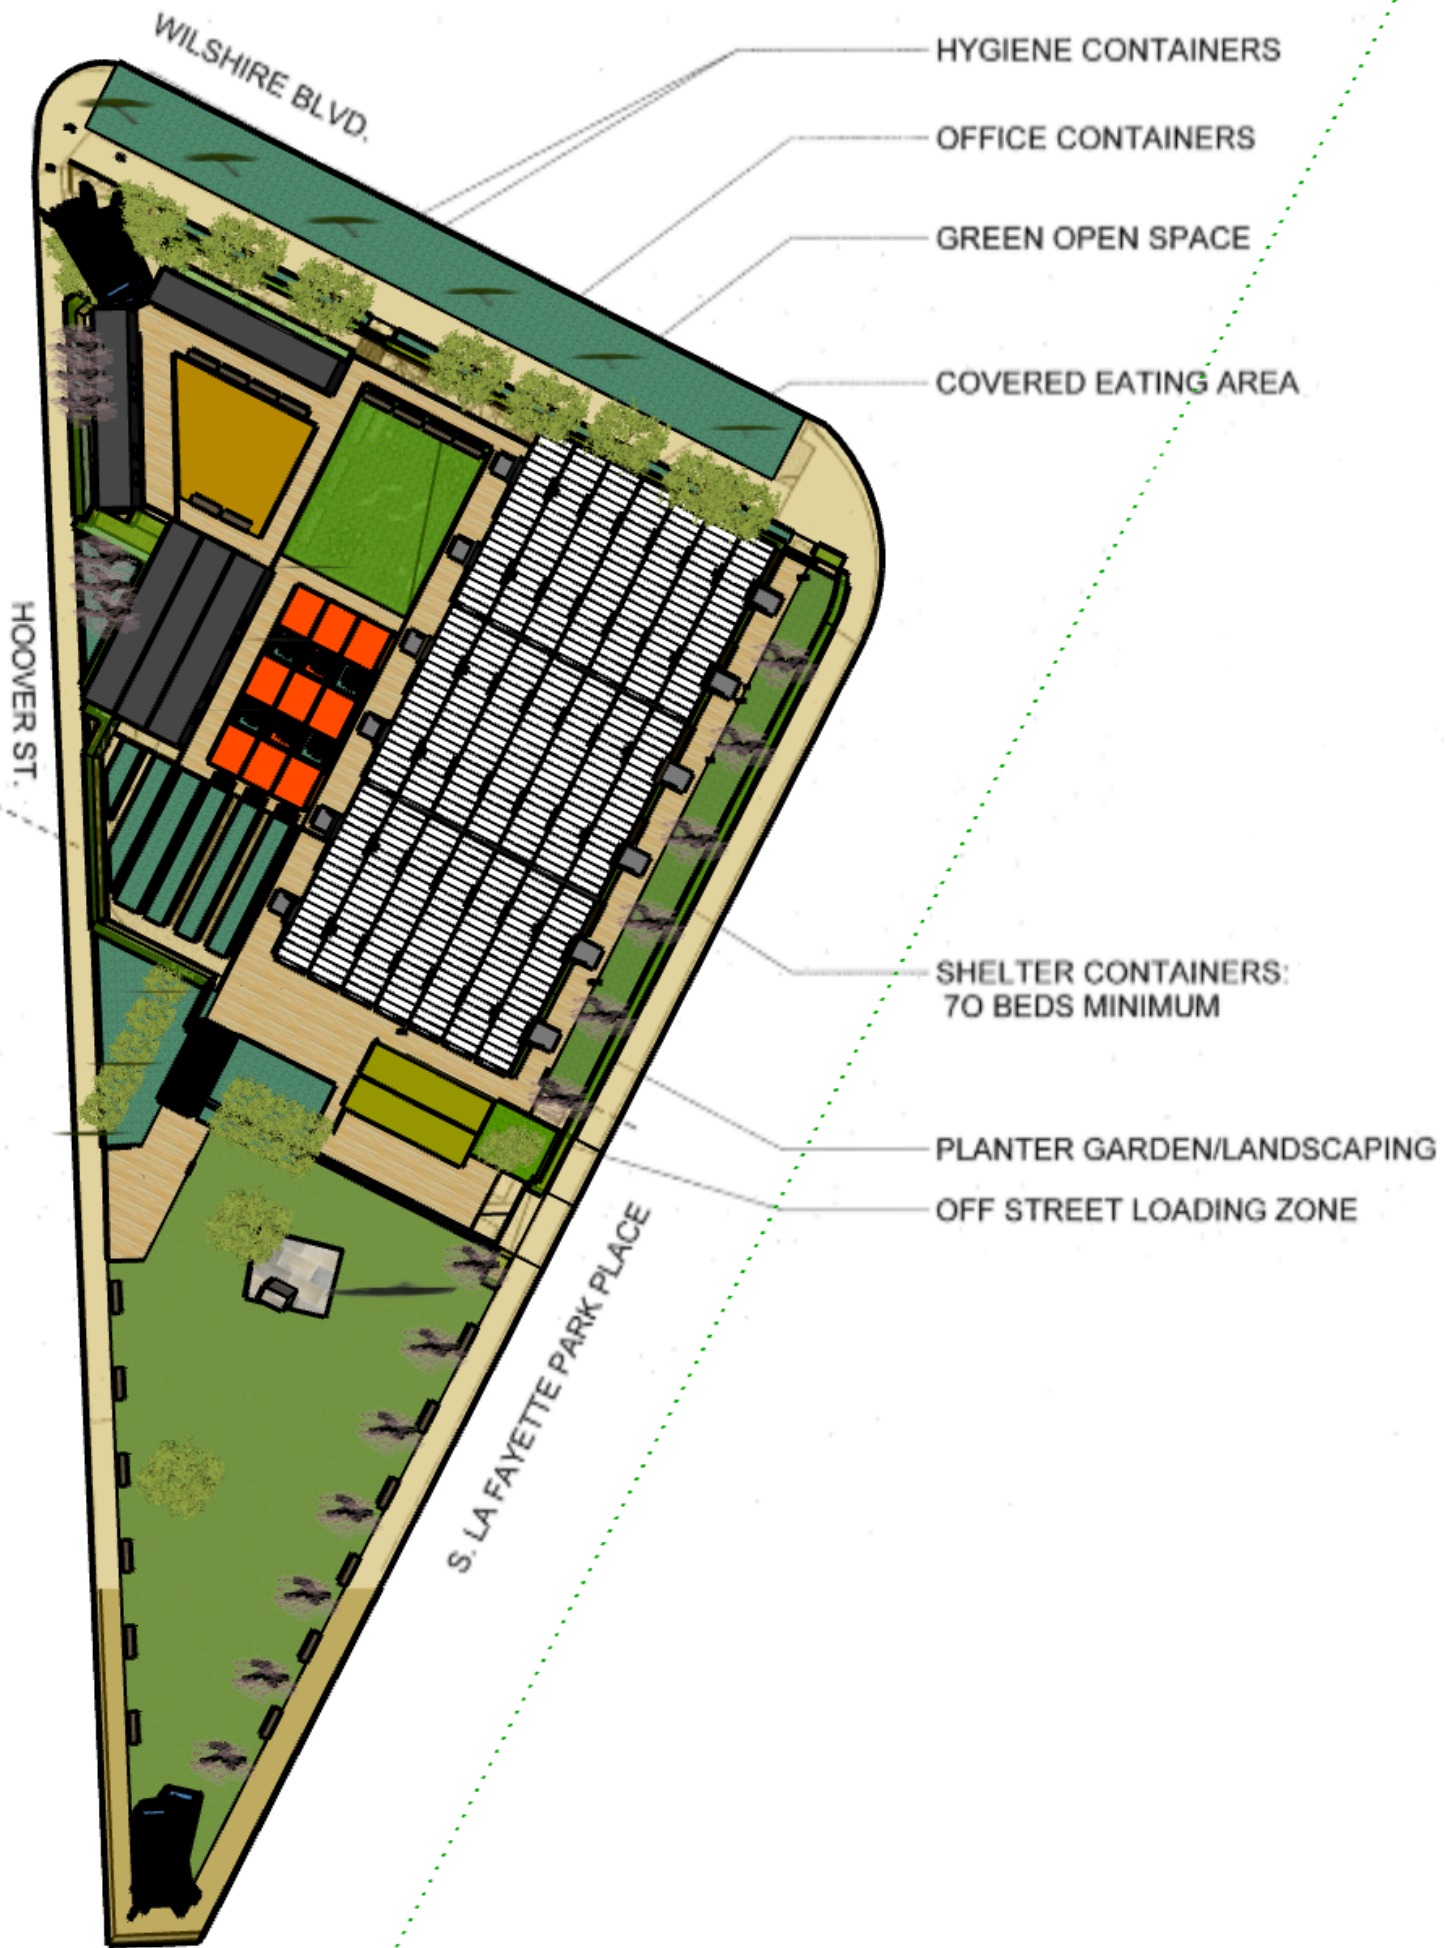 WILSHIRE BLVD.
HYGIENE CONTAINERS
OFFICE CONTAINERS
GREEN OPEN SPACE
COVERED EATING AREA
HOOVER ST.
SHELTER CONTAINERS:
7O BEDS MINIMUM
PLANTER GARDEN/LANDSCAPING
OFF STREET LOADING ZONE
S. LA FAYETTE PARK PLACE